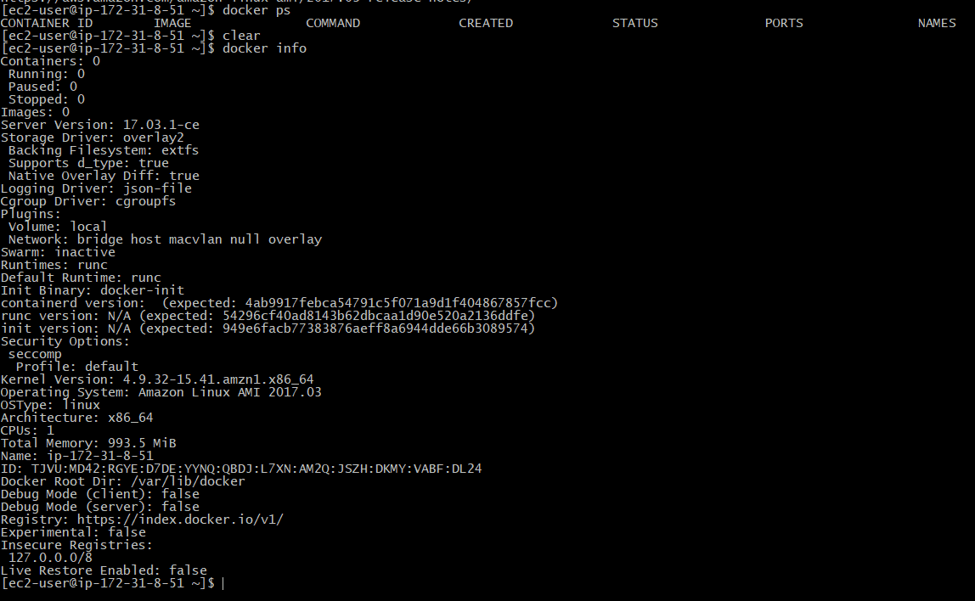 [ec2-user@ip-172-31-8-51 ~]$ docker ps
CONTAINER ID        IMAGE               COMMAND             CREATED             STATUS              PORTS               NAMES
[ec2-user@ip-172-31-8-51 ~]$ clear
[ec2-user@ip-172-31-8-51 ~]$ docker info
Containers: 0
 Running: 0
 Paused: 0
 Stopped: 0
Images: 0
Server Version: 17.03.1-ce
Storage Driver: overlay2
 Backing Filesystem: extfs
 Supports d_type: true
 Native Overlay Diff: true
Logging Driver: json-file
Cgroup Driver: cgroupfs
Plugins:
 Volume: local
 Network: bridge host macvlan null overlay
Swarm: inactive
Runtimes: runc
Default Runtime: runc
Init Binary: docker-init
containerd version:  (expected: 4ab9917febca54791c5f071a9d1f404867857fcc)
runc version: N/A (expected: 54296cf40ad8143b62dbcaa1d90e520a2136ddfe)
init version: N/A (expected: 949e6facb77383876aeff8a6944dde66b3089574)
Security Options:
 seccomp
  Profile: default
Kernel Version: 4.9.32-15.41.amzn1.x86_64
Operating System: Amazon Linux AMI 2017.03
OSType: linux
Architecture: x86_64
CPUs: 1
Total Memory: 993.5 MiB
Name: ip-172-31-8-51
ID: TJVU:MD42:RGYE:D7DE:YYNQ:QBDJ:L7XN:AM2Q:JSZH:DKMY:VABF:DL24
Docker Root Dir: /var/lib/docker
Debug Mode (client): false
Debug Mode (server): false
Registry: https://index.docker.io/v1/
Experimental: false
Insecure Registries:
 127.0.0.0/8
Live Restore Enabled: false
[ec2-user@ip-172-31-8-51 ~]$